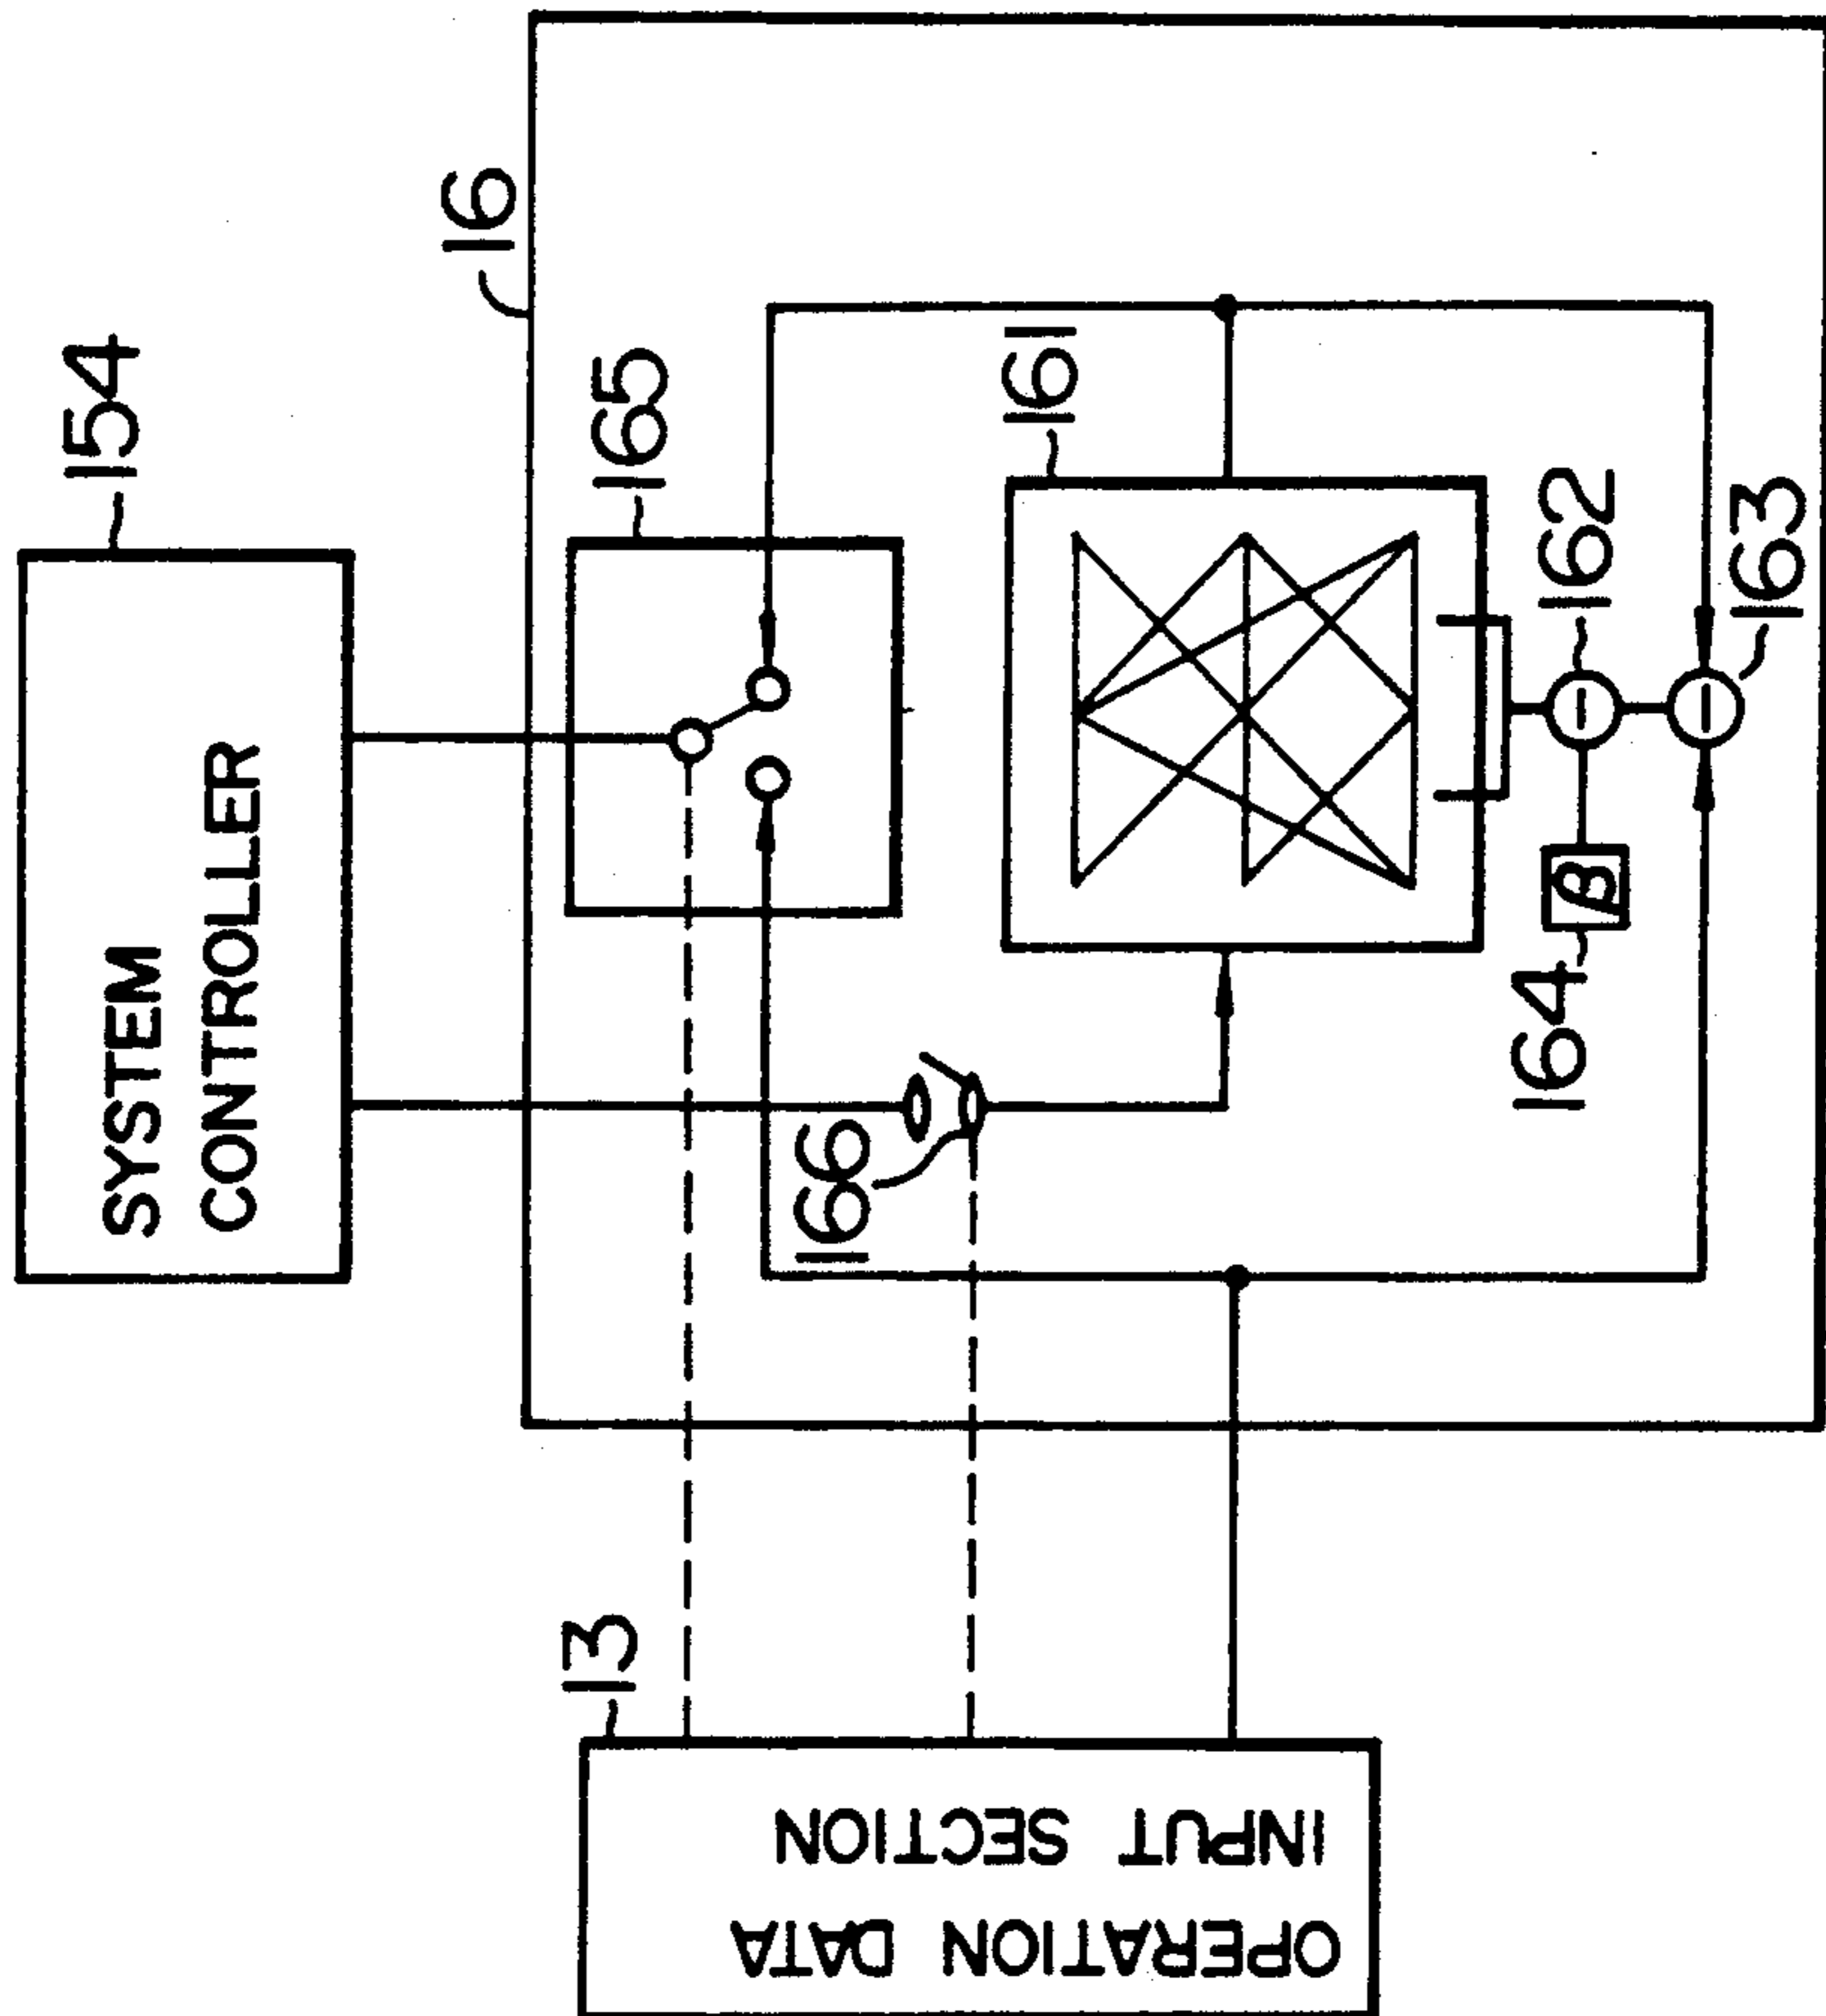 SYSTEM
CONTROLLER
154
16
165
161
162
163
164
166
13
OPERATION DATA
INPUT SECTION